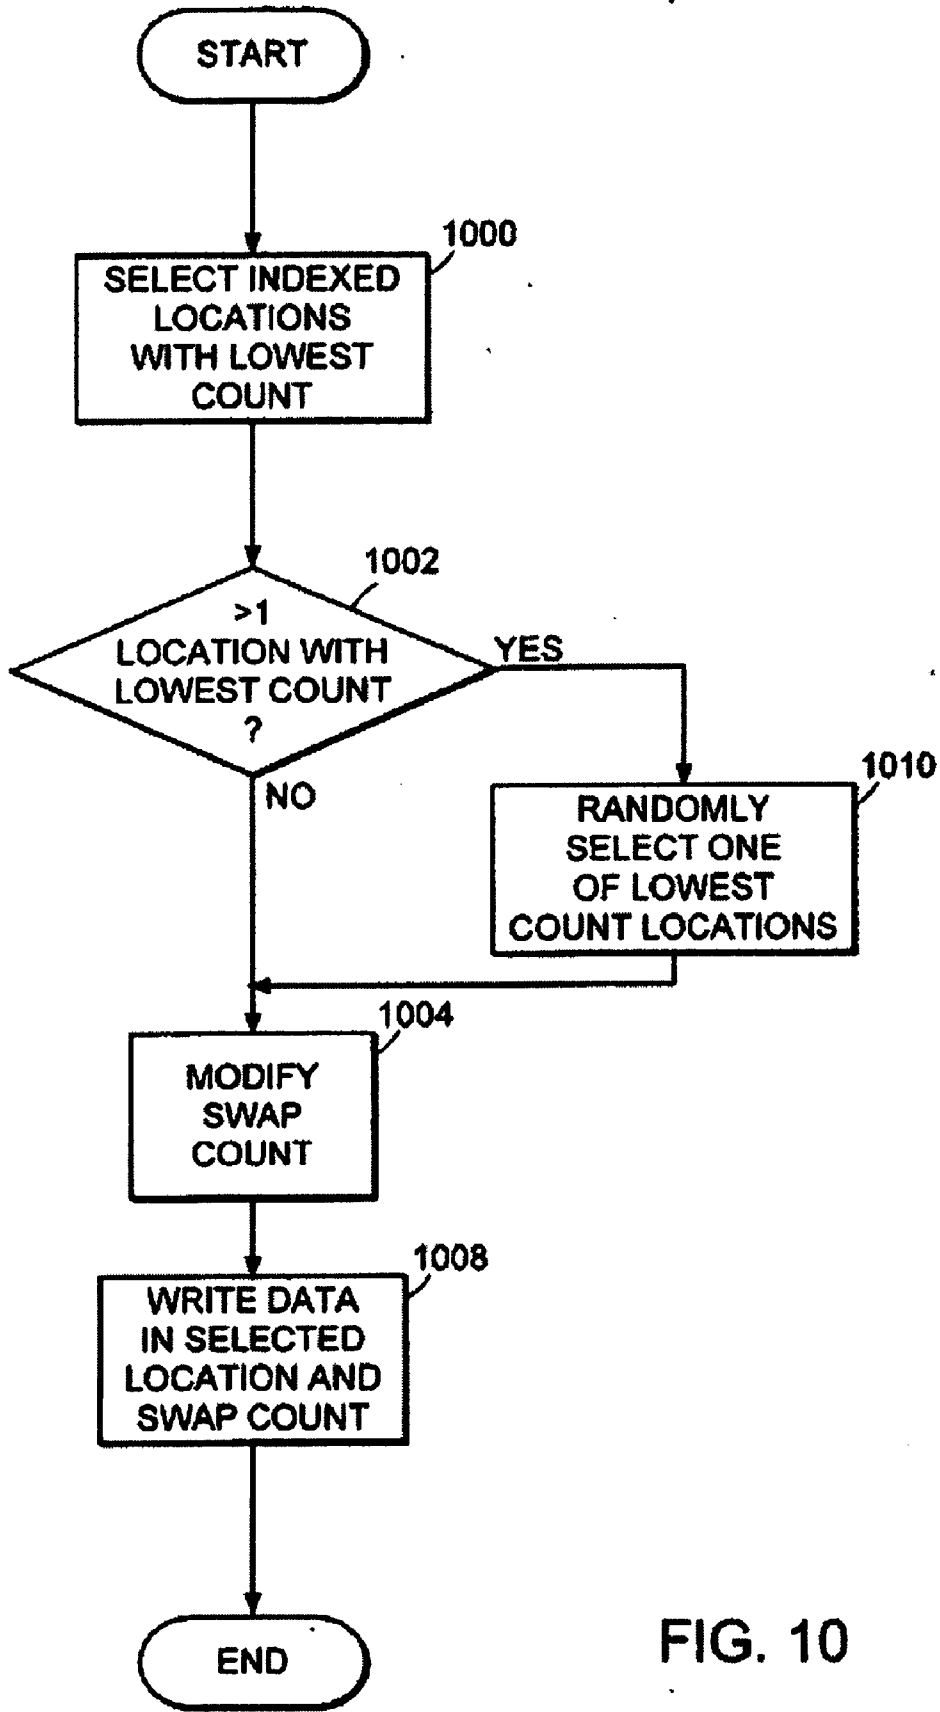 START
1000
SELECT INDEXED
LOCATIONS
WITH LOWEST
COUNT
1002
>1
LOCATION WITH
LOWEST COUNT
?
YES
NO
1010
RANDOMLY
SELECT ONE
OF LOWEST
COUNT LOCATIONS
1004
MODIFY
SWAP
COUNT
1008
WRITE DATA
IN SELECTED
LOCATION AND
SWAP COUNT
END
FIG. 10